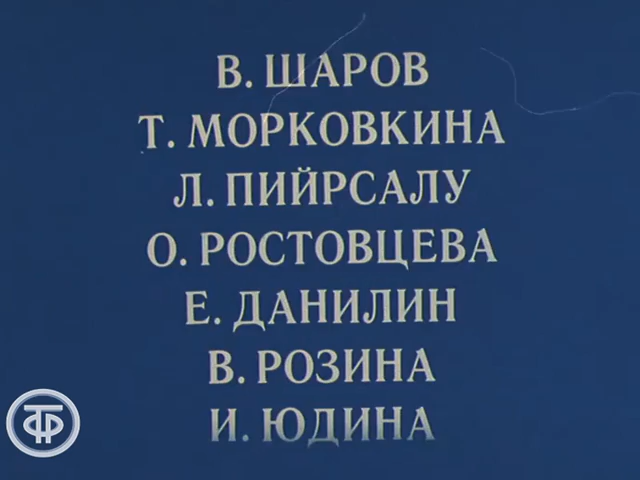 В. ШАРОВ
Т. МОРКОВКИНА
Л. ПИЙРСАЛУ
О. РОСТОВЦЕВА
Е. ДАНИЛИН
В. РОЗИНА
И. ЮДИНА